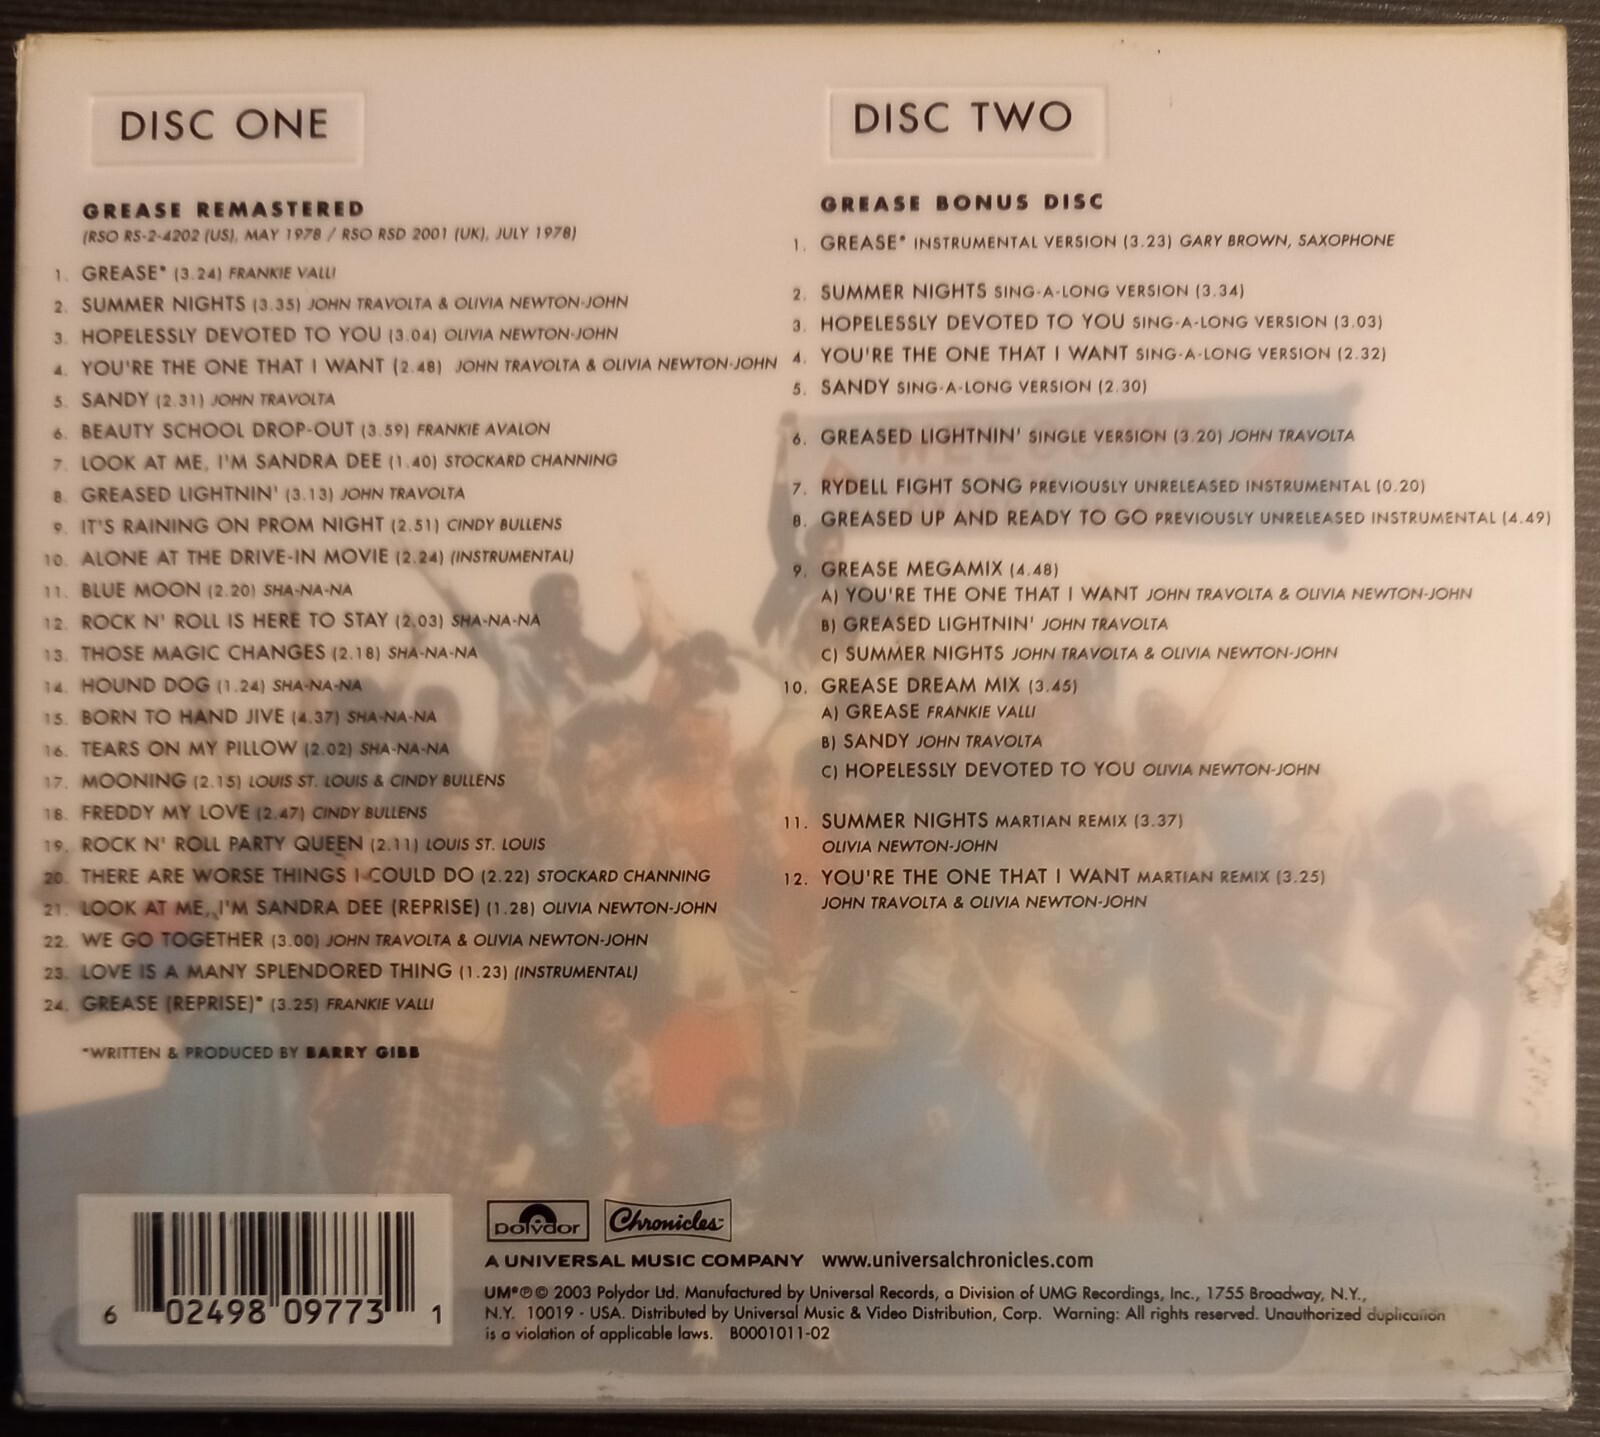 DISC ONE
GREASE REMASTERED
(RSO RS-2-4202 (US), MAY 1978 / RSO RSD 2001 (UK), JULY 1978)
1. GREASE* (3.24) FRANKIE VALLI
2. SUMMER NIGHTS (3.35) JOHN TRAVOLTA & OLIVIA NEWTON-JOHN
3. HOPELESSLY DEVOTED TO YOU (3.04) OLIVIA NEWTON-JOHN
4. YOU'RE THE ONE THAT I WANT (2.48) JOHN TRAVOLTA & OLIVIA NEWTON-JOHN
5. SANDY (2.31) JOHN TRAVOLTA
6. BEAUTY SCHOOL DROP-OUT (3.59) FRANKIE AVALON
7. LOOK AT ME, I'M SANDRA DEE (1.40) STOCKARD CHANNING
8. GREASED LIGHTNIN' (3.13) JOHN TRAVOLTA
9. IT'S RAINING ON PROM NIGHT (2.51) CINDY BULLENS
10. ALONE AT THE DRIVE-IN MOVIE (2.24) (INSTRUMENTAL)
11. BLUE MOON (2.20) SHA-NA-NA
12. ROCK N' ROLL IS HERE TO STAY (2.03) SHA-NA-NA
13. THOSE MAGIC CHANGES (2.18) SHA-NA-NA
14. HOUND DOG (1.24) SHA-NA-NA
15. BORN TO HAND JIVE (4.37) SHA-NA-NA
16. TEARS ON MY PILLOW (2.02) SHA-NA-NA
17. MOONING (2.15) LOUIS ST. LOUIS & CINDY BULLENS
18. FREDDY MY LOVE (2.47) CINDY BULLENS
19. ROCK N' ROLL PARTY QUEEN (2.11) LOUIS ST. LOUIS
20. THERE ARE WORSE THINGS I COULD DO (2.22) STOCKARD CHANNING
21. LOOK AT ME, I'M SANDRA DEE (REPRISE) (1.28) OLIVIA NEWTON-JOHN
22. WE GO TOGETHER (3.00) JOHN TRAVOLTA & OLIVIA NEWTON-JOHN
23. LOVE IS A MANY SPLENDORED THING (1.23) (INSTRUMENTAL)
24. GREASE (REPRISE)* (3.25) FRANKIE VALLI
*WRITTEN & PRODUCED BY BARRY GIBB
DISC TWO
GREASE BONUS DISC
1. GREASE* INSTRUMENTAL VERSION (3.23) GARY BROWN, SAXOPHONE
2. SUMMER NIGHTS SING-A-LONG VERSION (3.34)
3. HOPELESSLY DEVOTED TO YOU SING-A-LONG VERSION (3.03)
4. YOU'RE THE ONE THAT I WANT SING-A-LONG VERSION (2.32)
5. SANDY SING-A-LONG VERSION (2.30)
6. GREASED LIGHTNIN' SINGLE VERSION (3.20) JOHN TRAVOLTA
7. RYDELL FIGHT SONG PREVIOUSLY UNRELEASED INSTRUMENTAL (0.20)
8. GREASED UP AND READY TO GO PREVIOUSLY UNRELEASED INSTRUMENTAL (4.49)
9. GREASE MEGAMIX (4.48)
A) YOU'RE THE ONE THAT I WANT JOHN TRAVOLTA & OLIVIA NEWTON-JOHN
B) GREASED LIGHTNIN' JOHN TRAVOLTA
C) SUMMER NIGHTS JOHN TRAVOLTA & OLIVIA NEWTON-JOHN
10. GREASE DREAM MIX (3.45)
A) GREASE FRANKIE VALLI
B) SANDY JOHN TRAVOLTA
C) HOPELESSLY DEVOTED TO YOU OLIVIA NEWTON-JOHN
11. SUMMER NIGHTS MARTIAN REMIX (3.37)
OLIVIA NEWTON-JOHN
12. YOU'RE THE ONE THAT I WANT MARTIAN REMIX (3.25)
JOHN TRAVOLTA & OLIVIA NEWTON-JOHN
6 02498 09773 1
polydor Chronicles
A UNIVERSAL MUSIC COMPANY www.universalchronicles.com
UM℗© 2003 Polydor Ltd. Manufactured by Universal Records, a Division of UMG Recordings, Inc., 1755 Broadway, N.Y.,
N.Y. 10019 - USA. Distributed by Universal Music & Video Distribution, Corp. Warning: All rights reserved. Unauthorized duplication
is a violation of applicable laws. B0001011-02